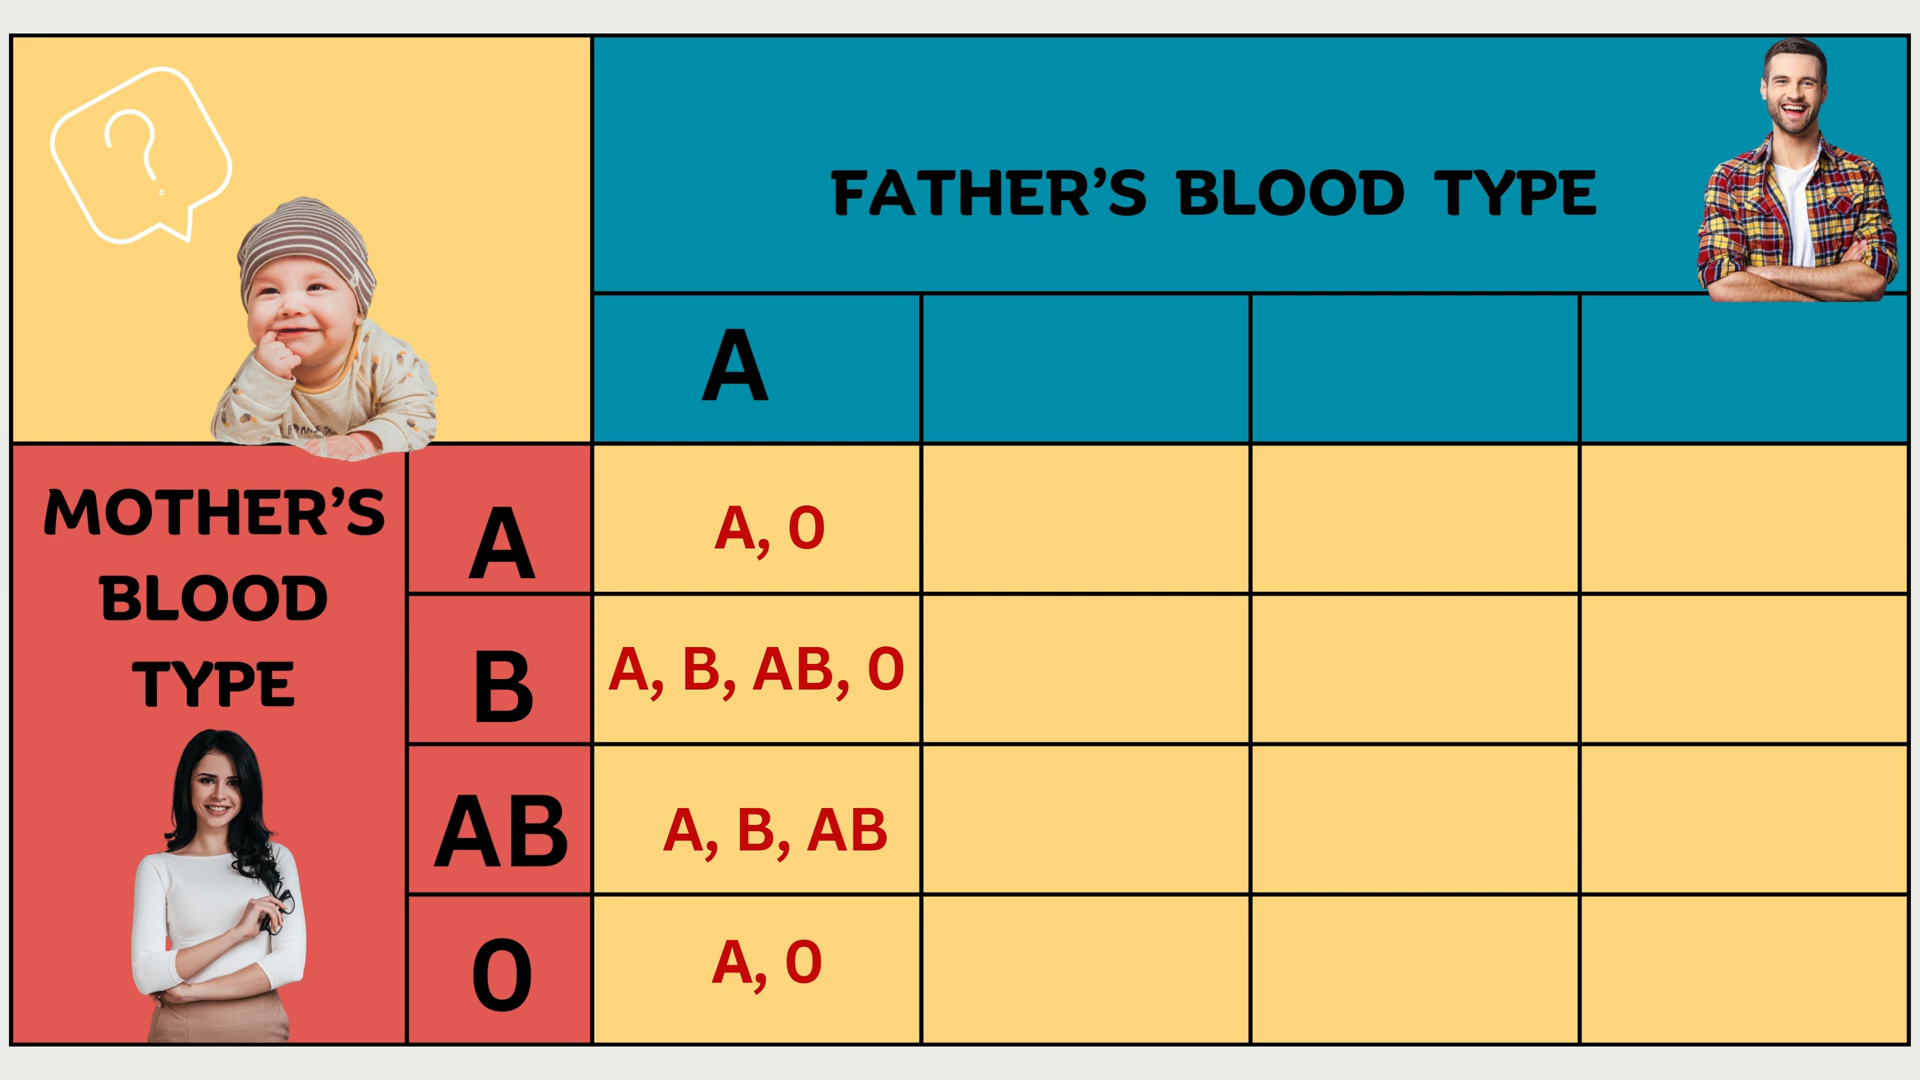 ?
FATHER’S BLOOD TYPE
A
MOTHER’S
BLOOD
TYPE
A
A, O
B
A, B, AB, O
AB
A, B, AB
O
A, O